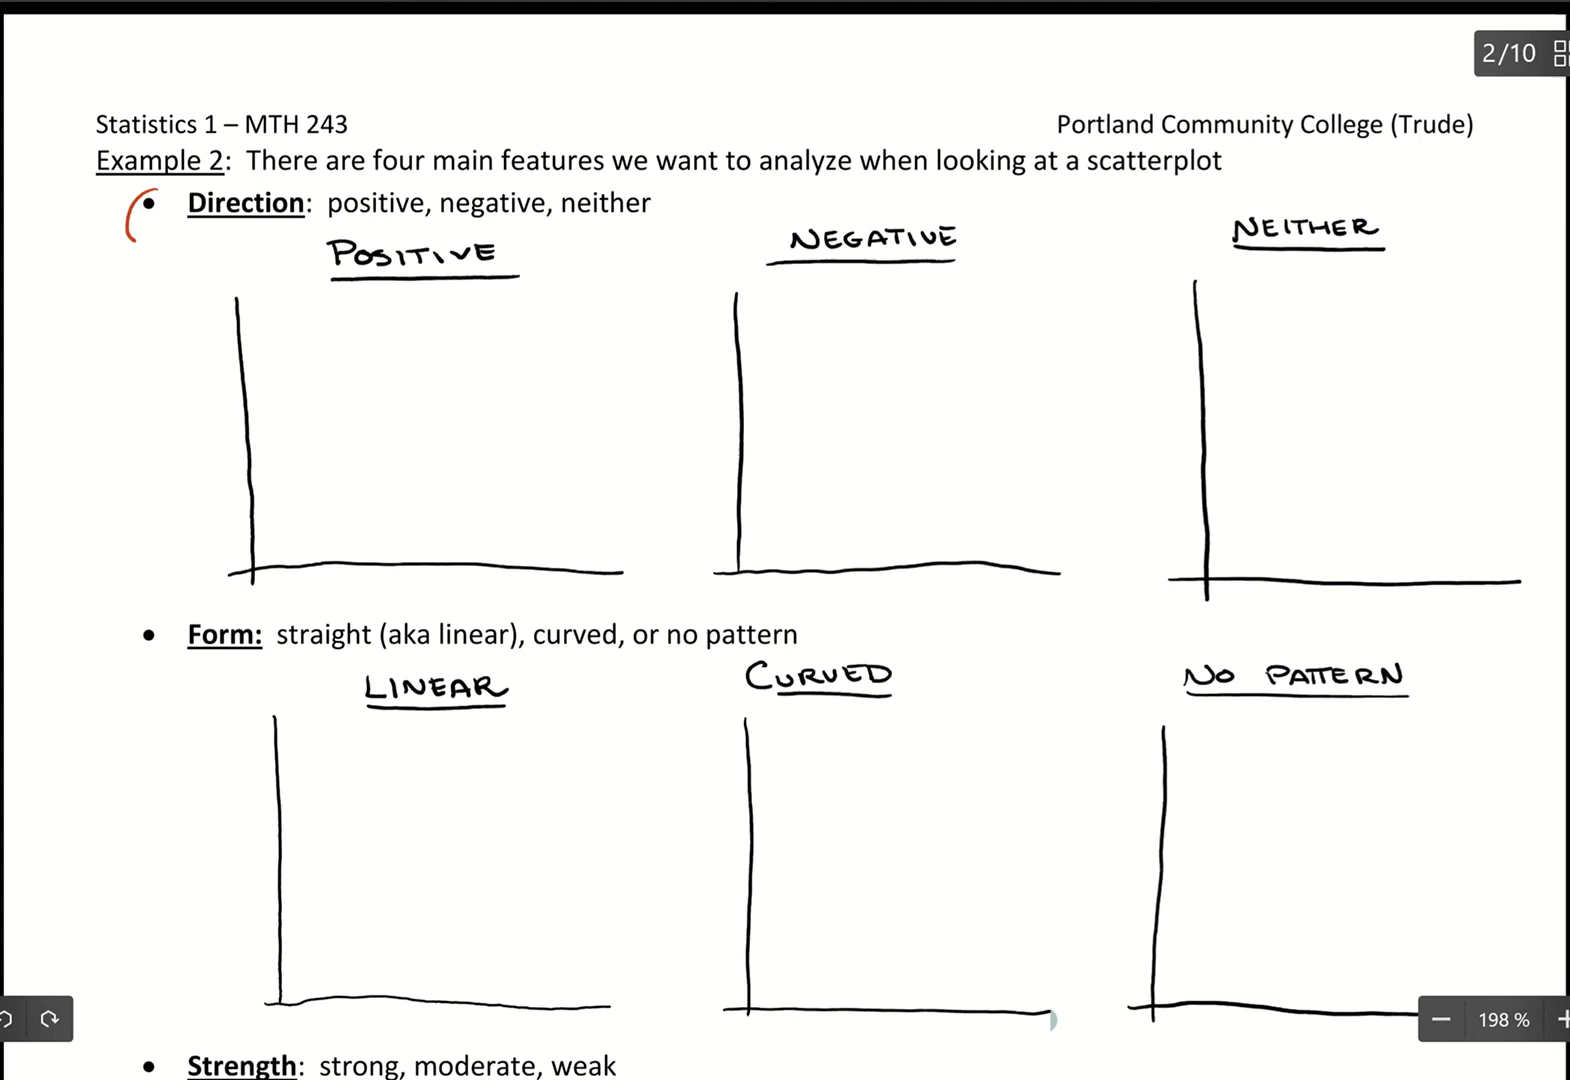 2/10
Statistics 1 – MTH 243 Portland Community College (Trude)
Example 2: There are four main features we want to analyze when looking at a scatterplot
• Direction: positive, negative, neither
POSITIVE NEGATIVE NEITHER
• Form: straight (aka linear), curved, or no pattern
LINEAR CURVED NO PATTERN
198 %
• Strength: strong, moderate, weak